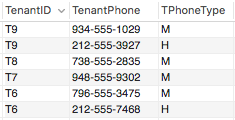 TenantID TenantPhone TPhoneType
T9 934-555-1029 M
T9 212-555-3927 H
T8 738-555-2835 M
T7 948-555-9302 M
T6 796-555-3475 M
T6 212-555-7468 H